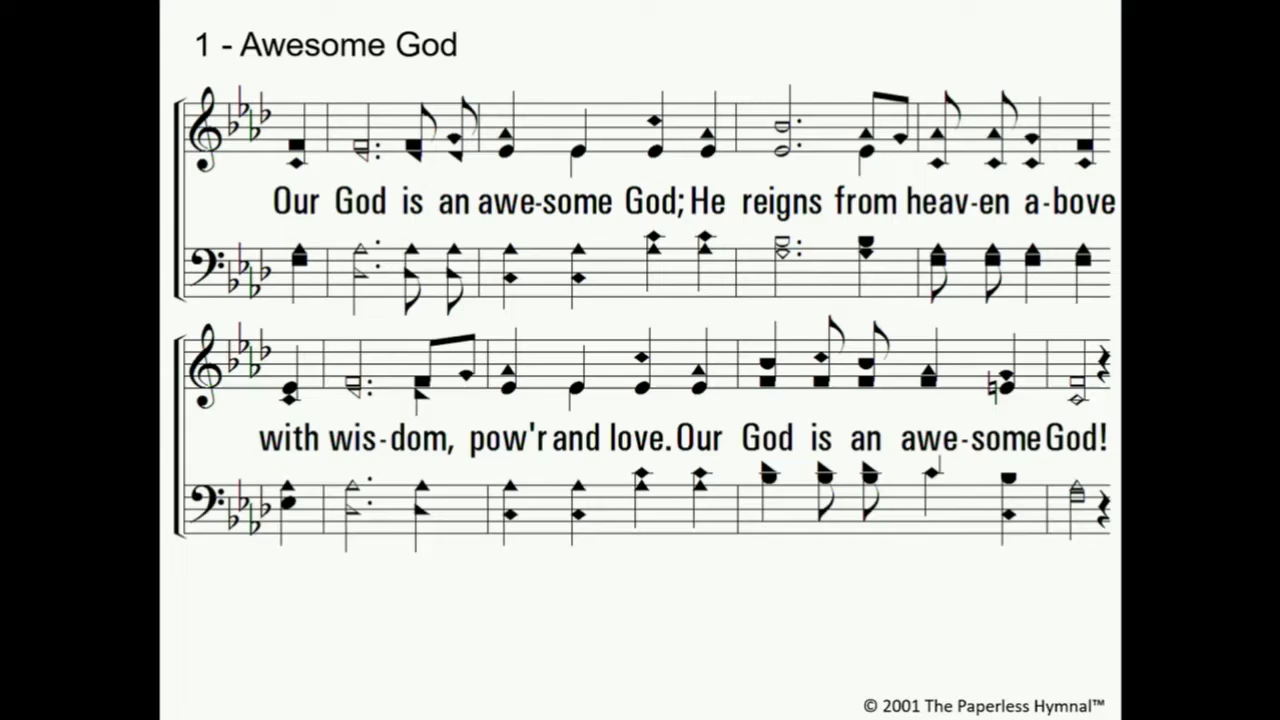 1 - Awesome God
Our God is an awe-some God; He reigns from heav-en a-bove
with wis-dom, pow'r and love. Our God is an awe-some God!
© 2001 The Paperless Hymnal™